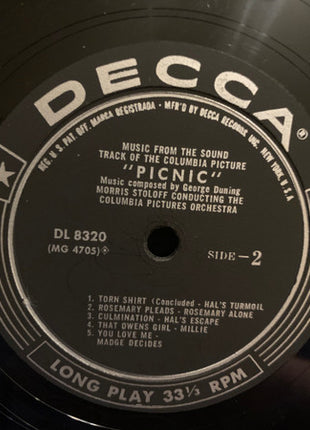 DECCA
®
REG. U.S. PAT. OFF. MARCA REGISTRADA • MF'D BY DECCA RECORDS INC., NEW YORK, U.S.A.
MUSIC FROM THE SOUND
TRACK OF THE COLUMBIA PICTURE
"PICNIC"
Music composed by George Duning
MORRIS STOLOFF CONDUCTING THE
COLUMBIA PICTURES ORCHESTRA
DL 8320
(MG 4705)
SIDE-2
1. TORN SHIRT (Concluded - HAL'S TURMOIL
2. ROSEMARY PLEADS - ROSEMARY ALONE
3. CULMINATION - HAL'S ESCAPE
4. THAT OWENS GIRL - MILLIE
5. YOU LOVE ME -
MADGE DECIDES
LONG PLAY 33⅓ RPM